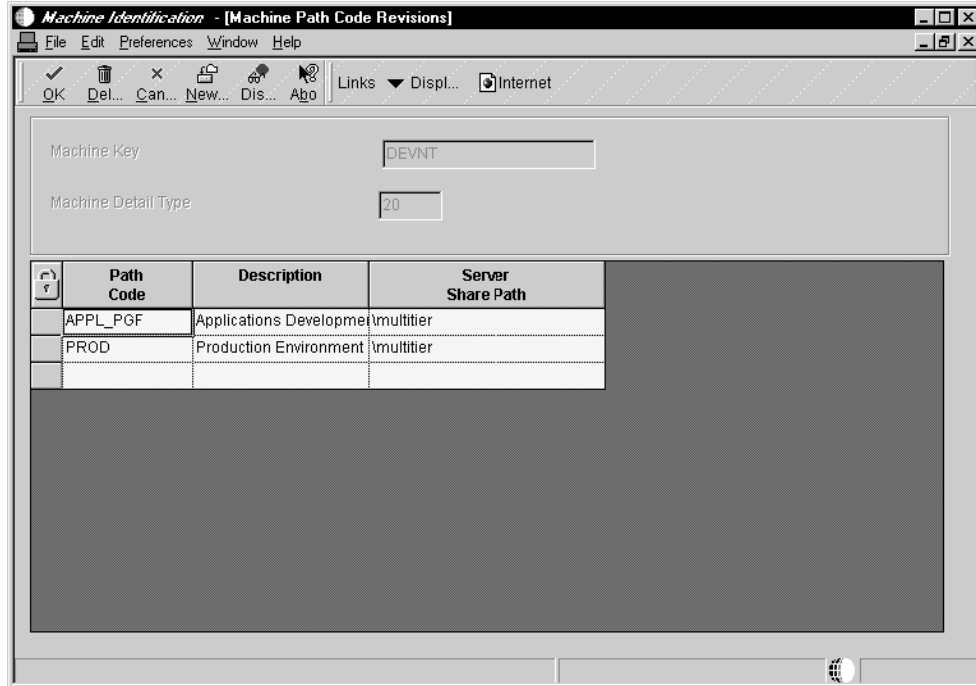 Machine Identification - [Machine Path Code Revisions]
File Edit Preferences Window Help
OK Del... Can... New... Dis... Abo Links Displ... Internet
Machine Key DEVNT
Machine Detail Type 20
Path Code Description Server Share Path
APPL_PGF Applications Developmer \multitier
PROD Production Environment \multitier